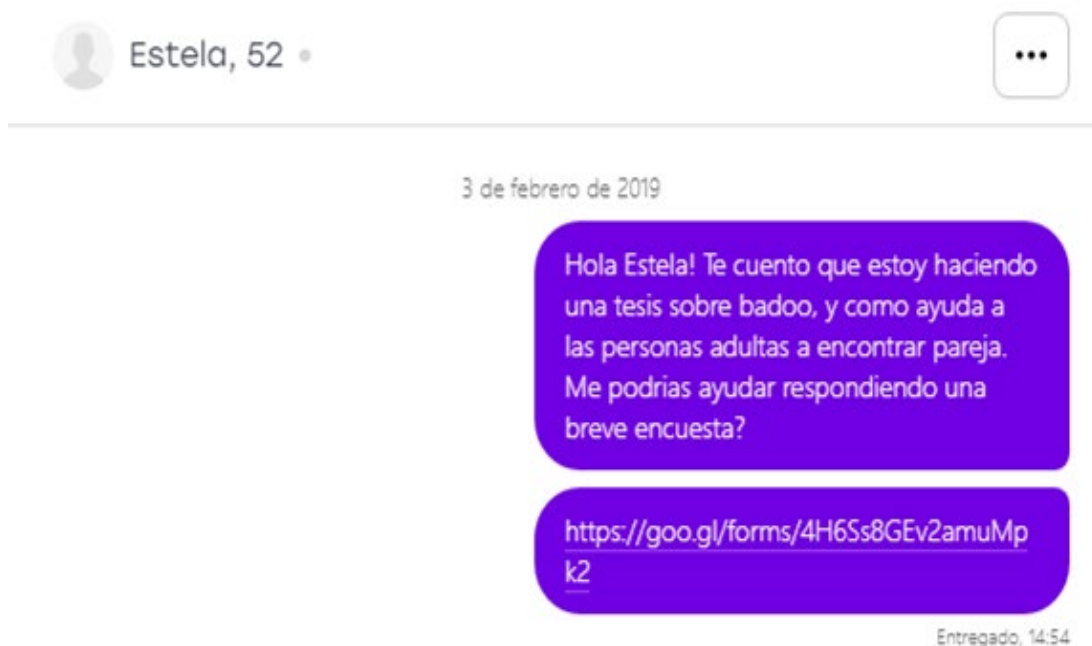 Estela, 52
3 de febrero de 2019
Hola Estela! Te cuento que estoy haciendo
una tesis sobre badoo, y como ayuda a
las personas adultas a encontrar pareja.
Me podrias ayudar respondiendo una
breve encuesta?
https://goo.gl/forms/4H6Ss8GEv2amuMp
k2
Entregado, 14:54